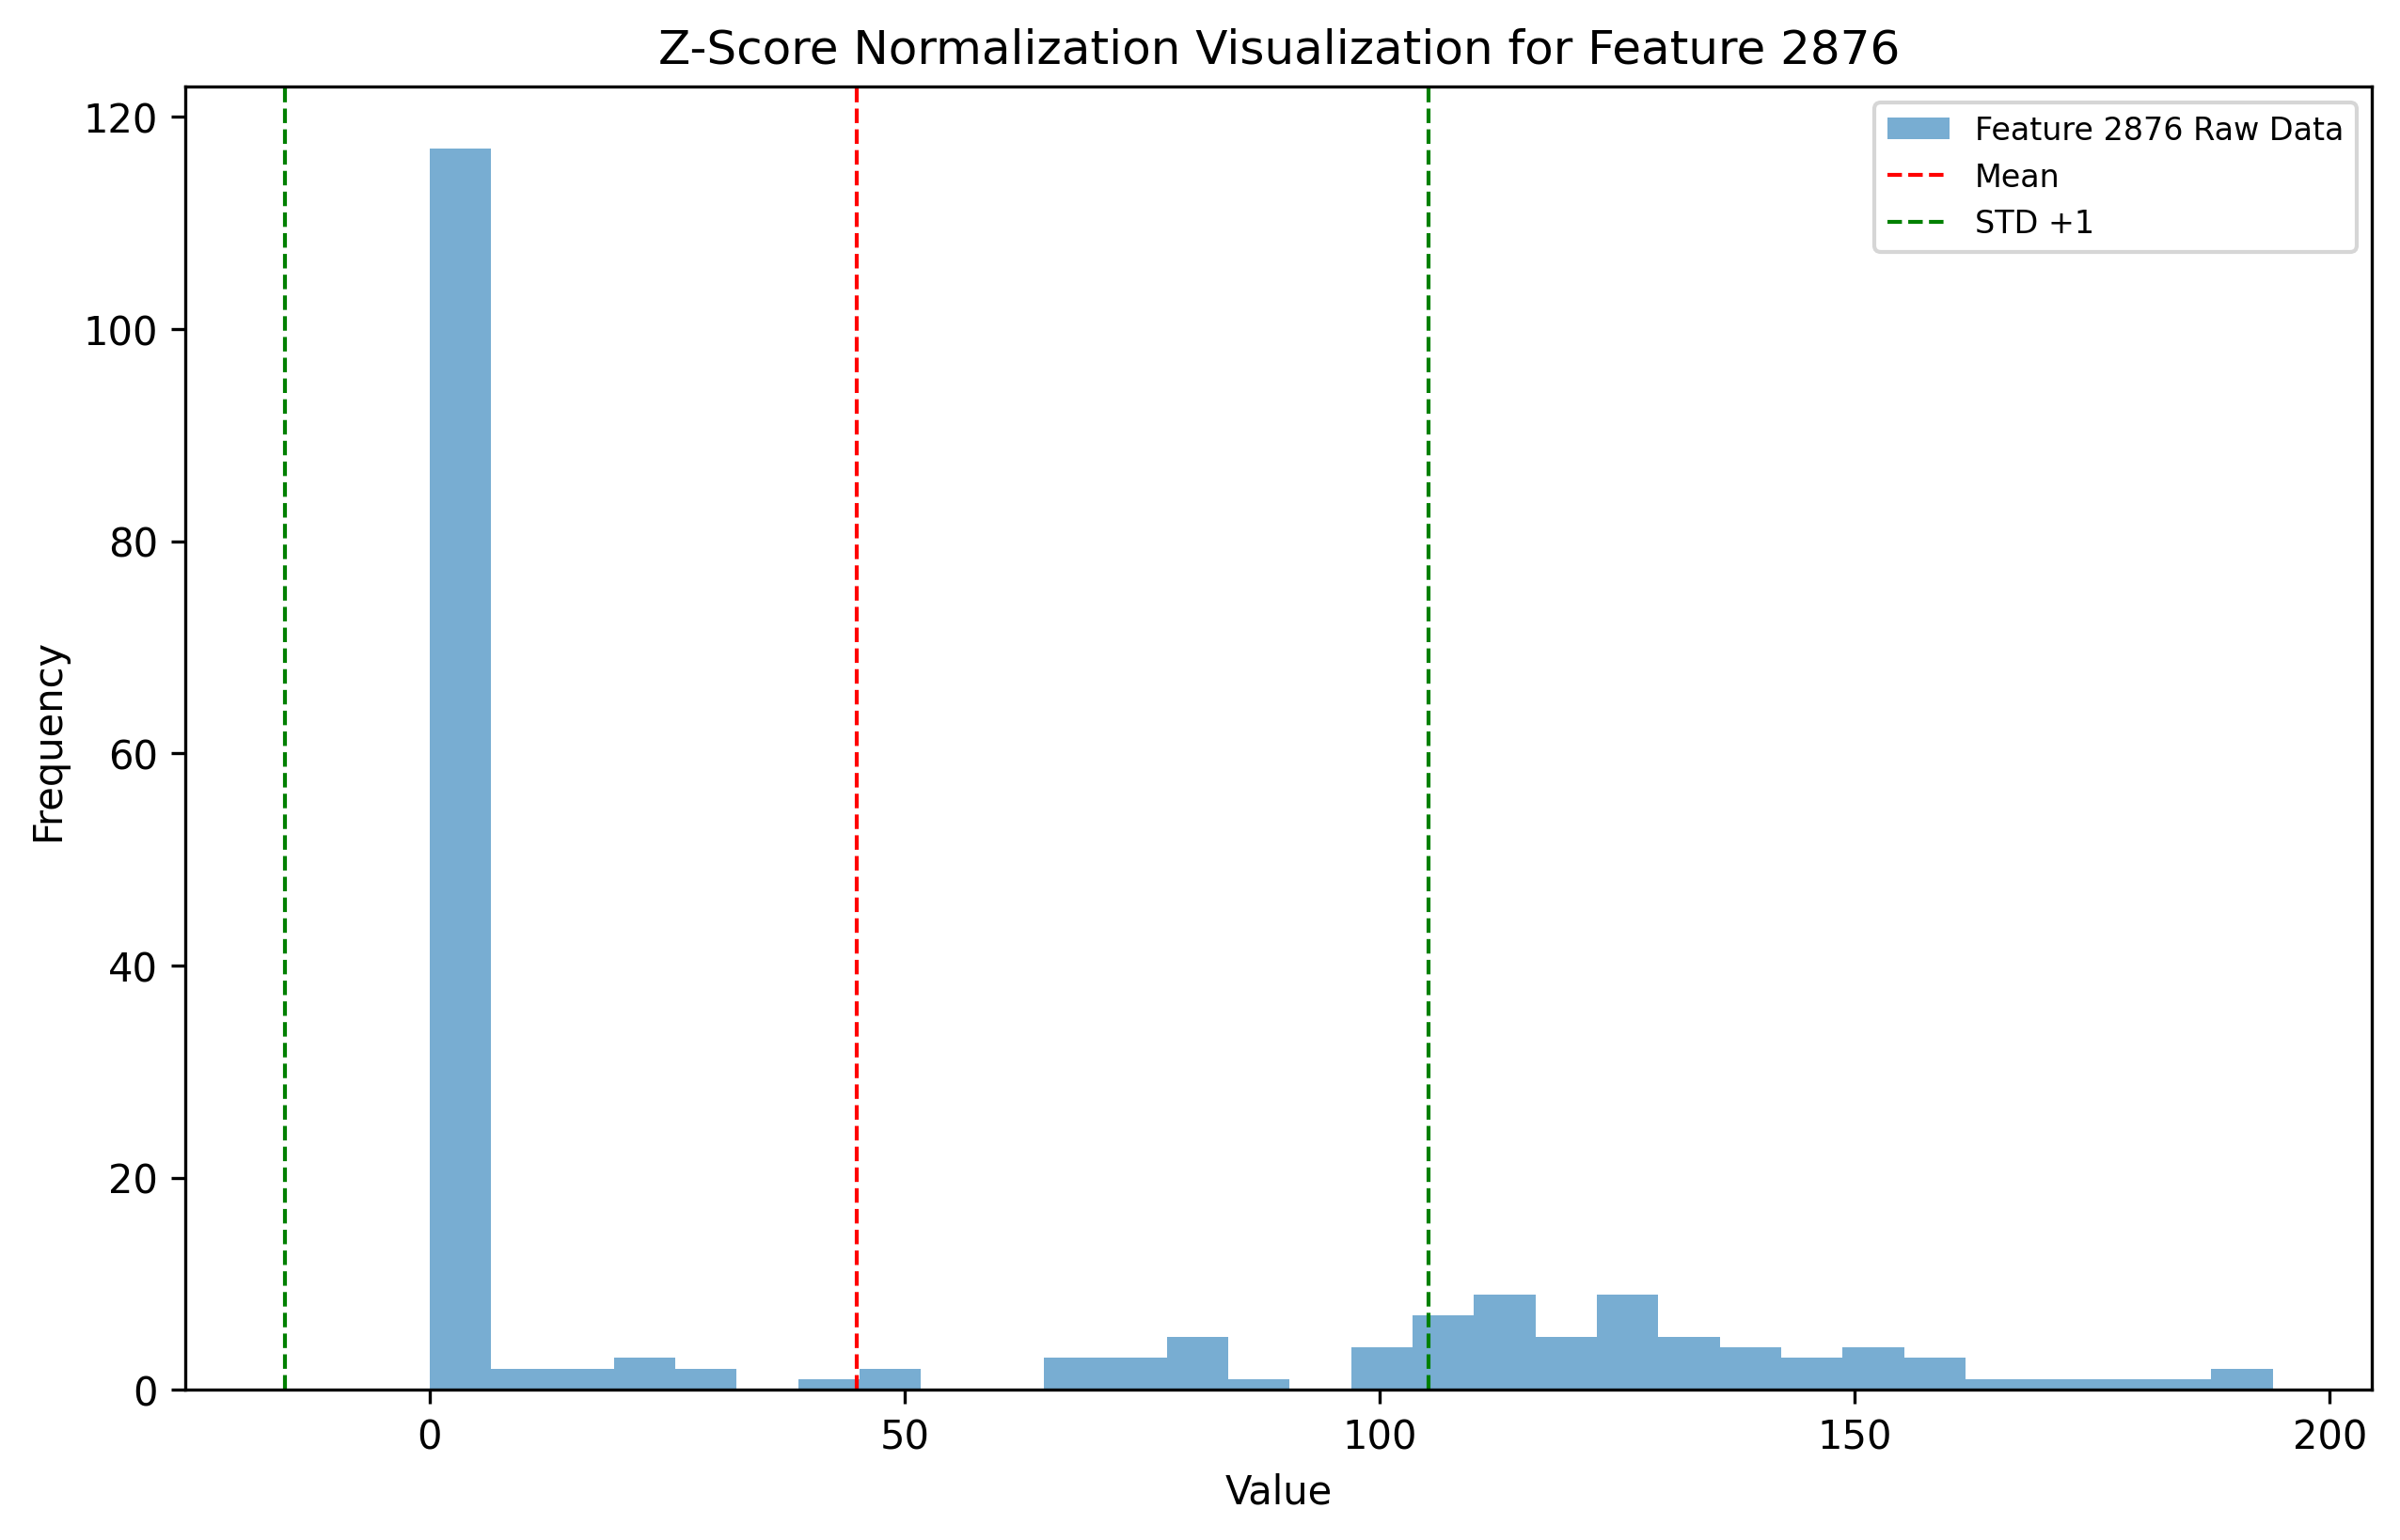 Z-Score Normalization Visualization for Feature 2876
Feature 2876 Raw Data
Mean
STD +1
Frequency
120
100
80
60
40
20
0
0 50 100 150 200
Value